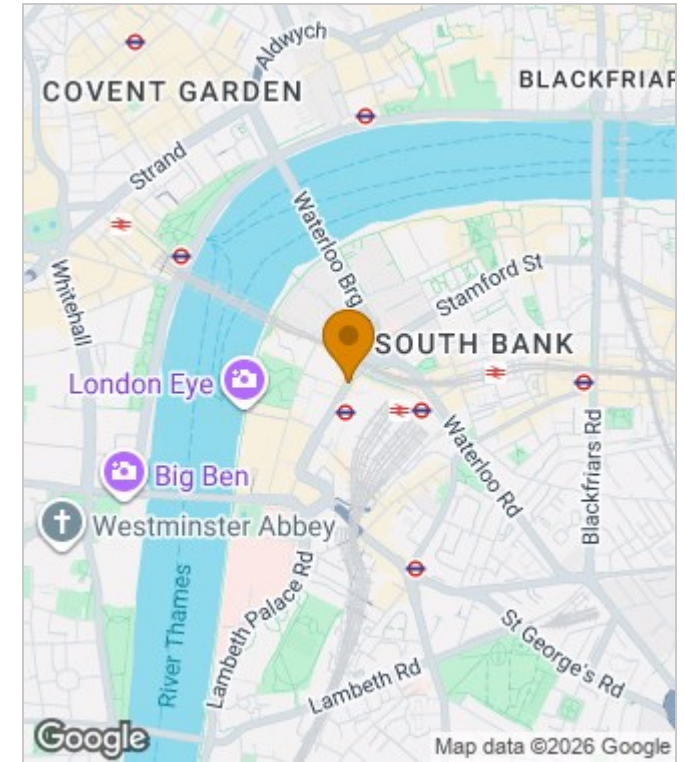 Aldwych
COVENT GARDEN
BLACKFRIAR
Strand
Waterloo Brg
Whitehall
Stamford St
SOUTH BANK
London Eye
Waterloo Rd
Blackfriars Rd
Big Ben
Westminster Abbey
River Thames
Lambeth Palace Rd
St George's Rd
Lambeth Rd
Google
Map data ©2026 Google